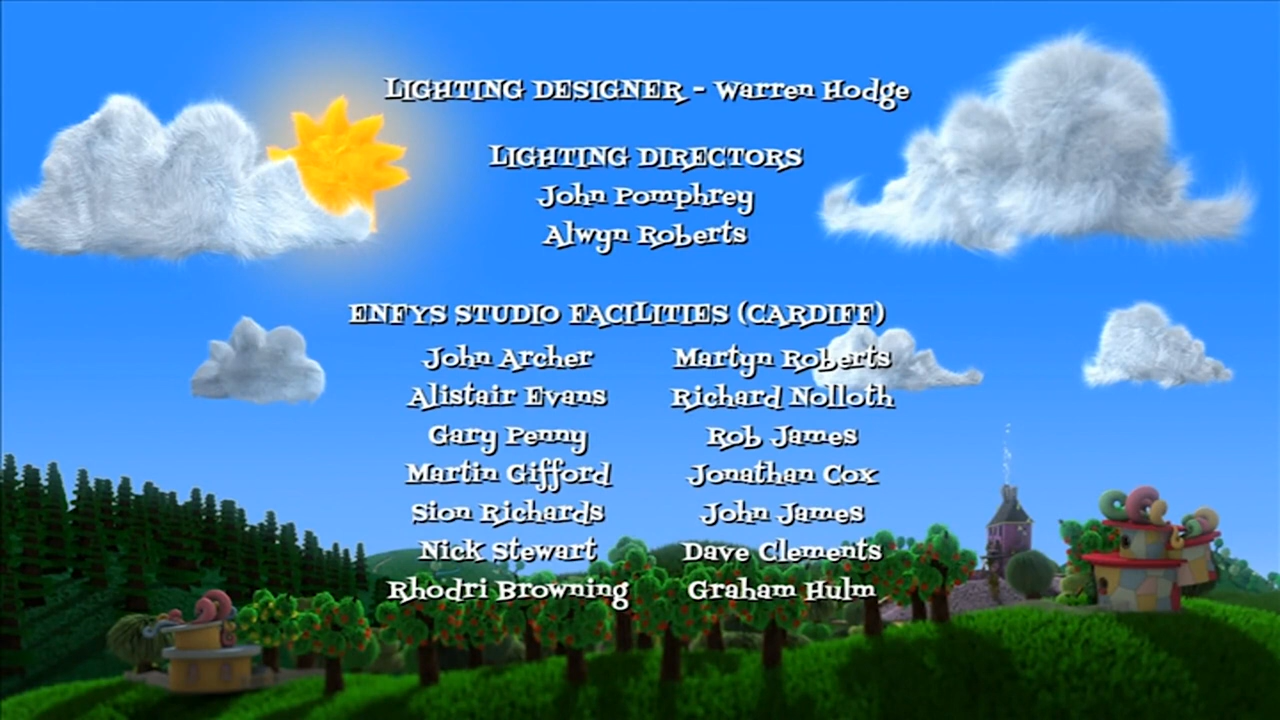 LIGHTING DESIGNER - Warren Hodge
LIGHTING DIRECTORS
John Pomphrey
Alwyn Roberts
ENFYS STUDIO FACILITIES (CARDIFF)
John Archer Martyn Roberts
Alistair Evans Richard Nolloth
Gary Penny Rob James
Martin Gifford Jonathan Cox
Sion Richards John James
Nick Stewart Dave Clements
Rhodri Browning Graham Hulm